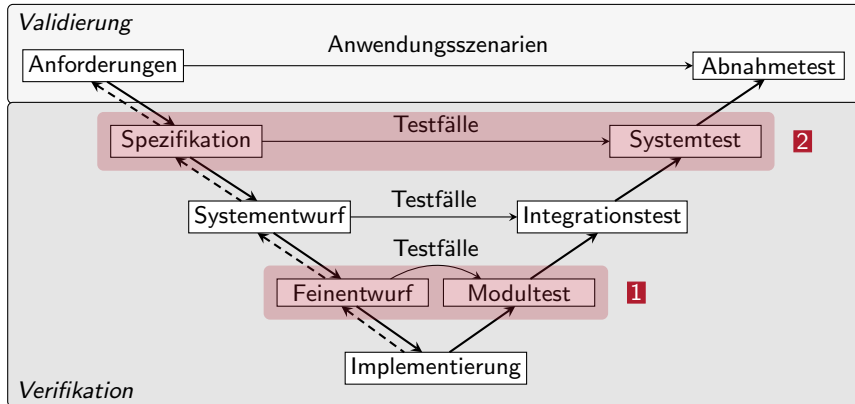 Validierung
Anwendungsszenarien
Anforderungen
Abnahmetest
Testfälle
Spezifikation
Systemtest
2
Testfälle
Systementwurf
Integrationstest
Testfälle
Feinentwurf
Modultest
1
Implementierung
Verifikation